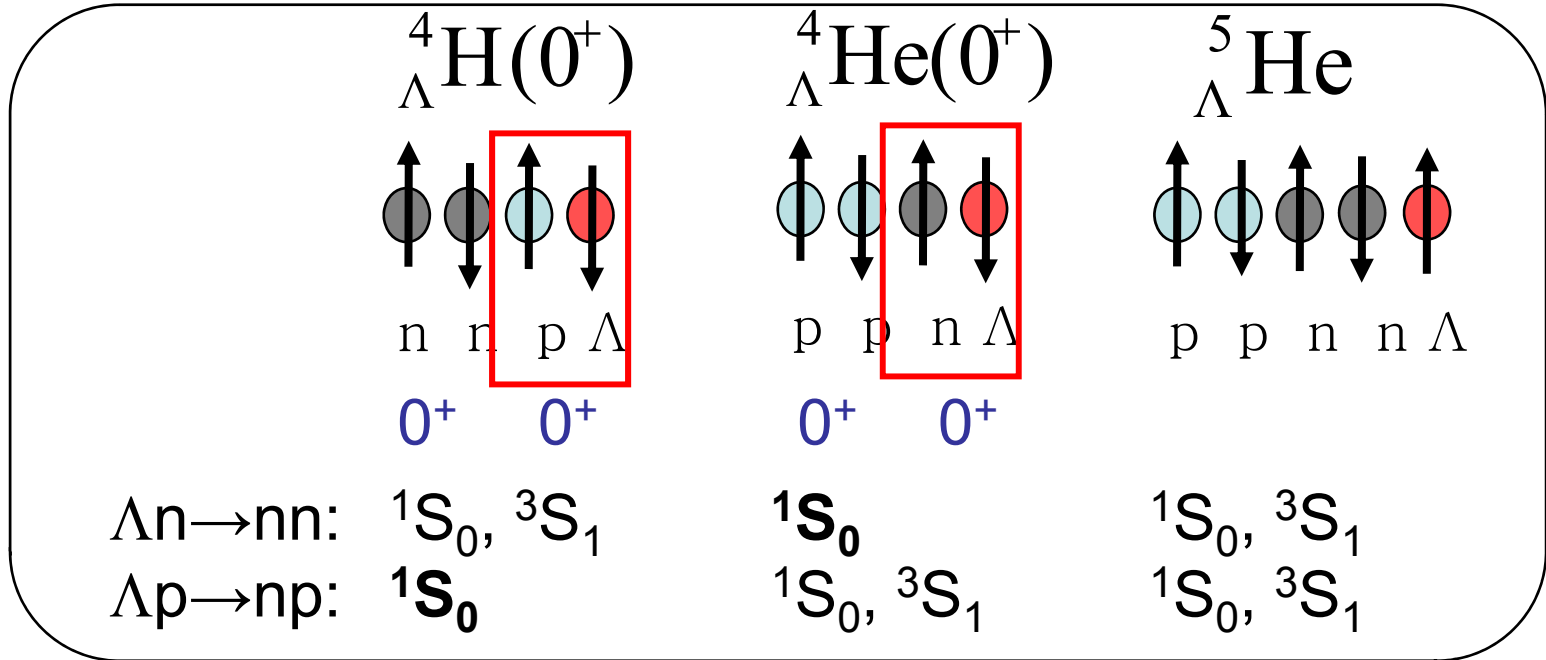 ⁴ΛH(0⁺) ⁴ΛHe(0⁺) ⁵ΛHe
n n p Λ p p n Λ p p n n Λ
0⁺ 0⁺ 0⁺ 0⁺
Λn→nn: ¹S₀, ³S₁ ¹S₀ ¹S₀, ³S₁
Λp→np: ¹S₀ ¹S₀, ³S₁ ¹S₀, ³S₁